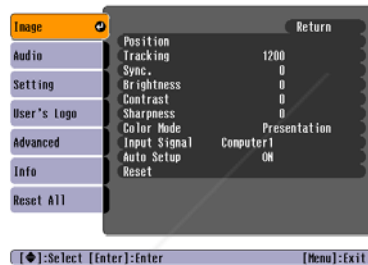 Image
Return
Position
Audio
Tracking 1200
Sync. 0
Setting
Brightness 0
Contrast 0
User's Logo
Sharpness 0
Color Mode Presentation
Advanced
Input Signal Computer1
Auto Setup ON
Info
Reset
Reset All
[◆]:Select [Enter]:Enter [Menu]:Exit